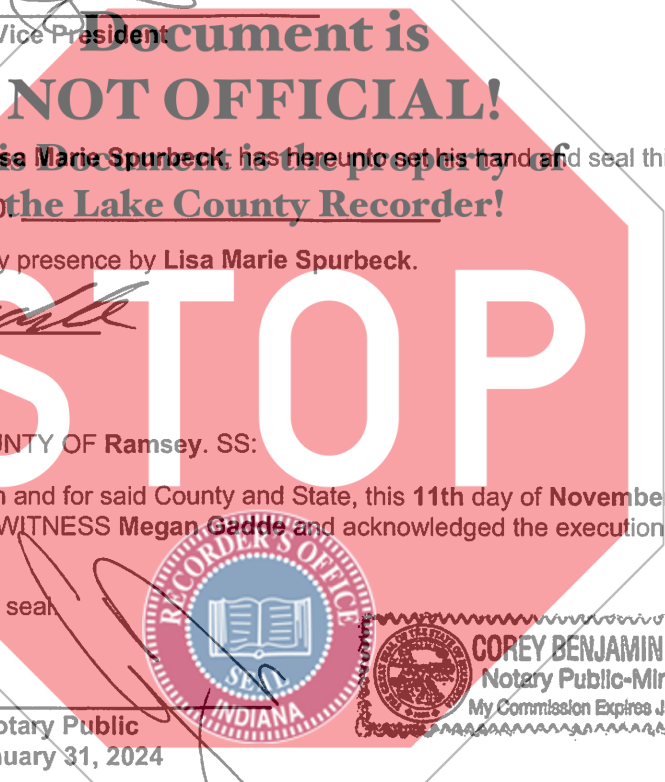 Vice President
Document is
NOT OFFICIAL!
sa Marie Spurbeck, has hereunto set his hand and seal thi
is Document is the property of
the Lake County Recorder!
y presence by Lisa Marie Spurbeck.
STOP
UNTY OF Ramsey. SS:
n and for said County and State, this 11th day of Novembe
WITNESS Megan Gadde and acknowledged the execution
RECORDER'S OFFICE
seal.
SEAL
INDIANA
COREY BENJAMIN
Notary Public-Min
My Commission Expires J
otary Public
nuary 31, 2024